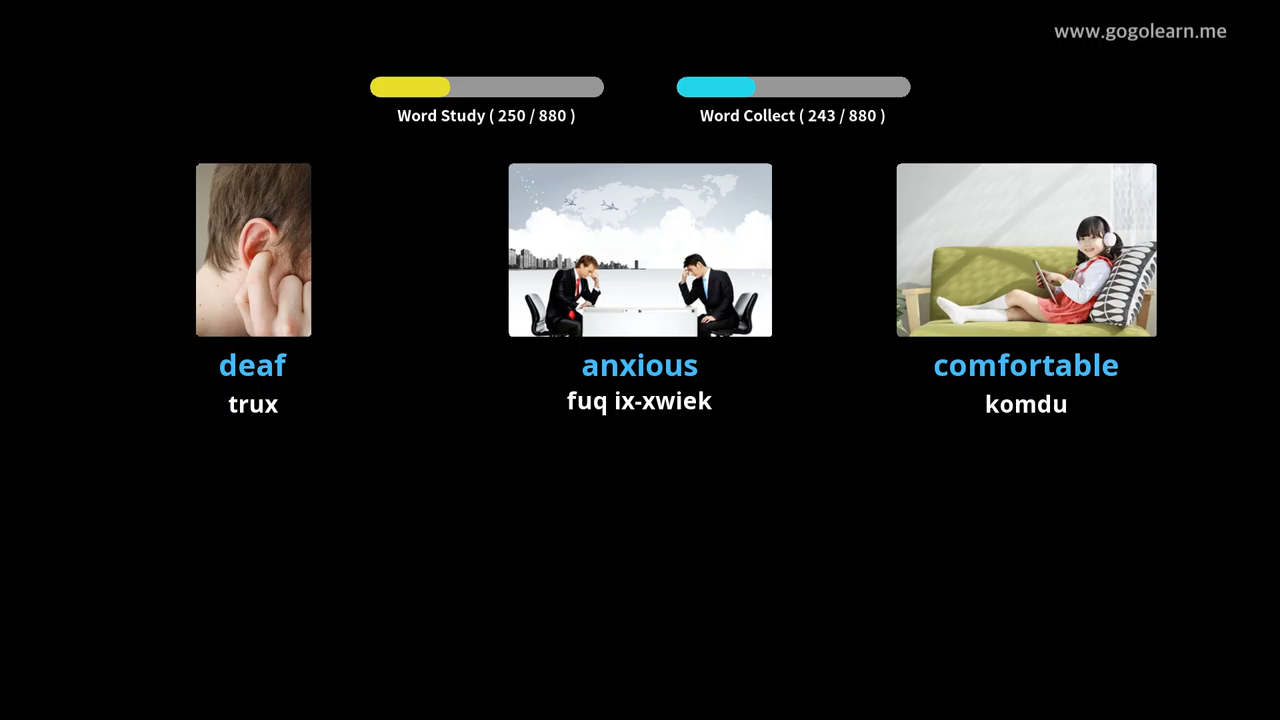 www.gogolearn.me
Word Study ( 250 / 880 )
Word Collect ( 243 / 880 )
deaf
trux
anxious
fuq ix-xwiek
comfortable
komdu